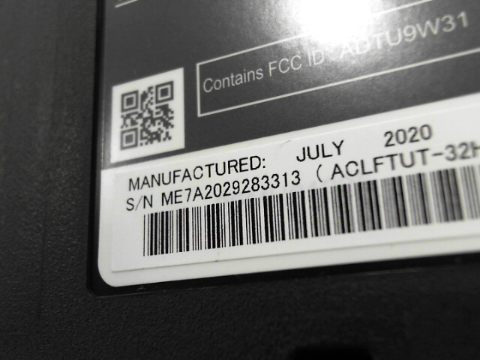 Contains FCC ID: ADTU9W31
MANUFACTURED: JULY 2020
S/N ME7A2029283313 ( ACLFTUT-32H